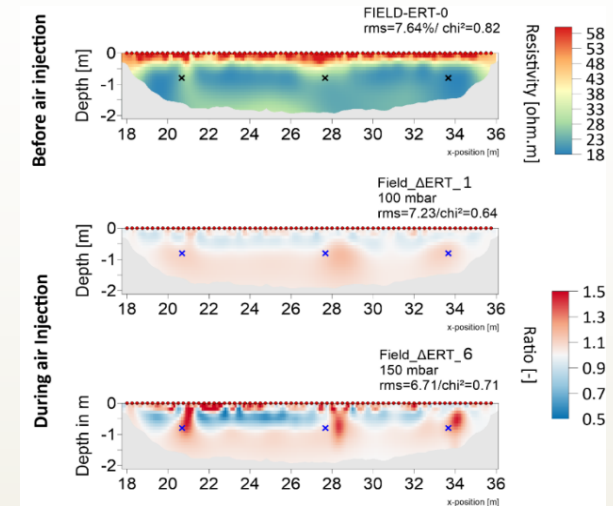 FIELD-ERT-0
rms=7.64%/ chi²=0.82
Before air injection
Depth [m]
0
-1
-2
18 20 22 24 26 28 30 32 34 36
x-position [m]
Resistivity [ohm.m]
58
53
48
43
38
33
28
23
18
Field_ΔERT_1
100 mbar
rms=7.23/chi²=0.64
During air Injection
Depth [m]
0
-1
-2
18 20 22 24 26 28 30 32 34 36
x-position [m]
Field_ΔERT_6
150 mbar
rms=6.71/chi²=0.71
Depth in m
0
-1
-2
18 20 22 24 26 28 30 32 34 36
x-position [m]
Ratio [-]
1.5
1.3
1.1
0.9
0.7
0.5